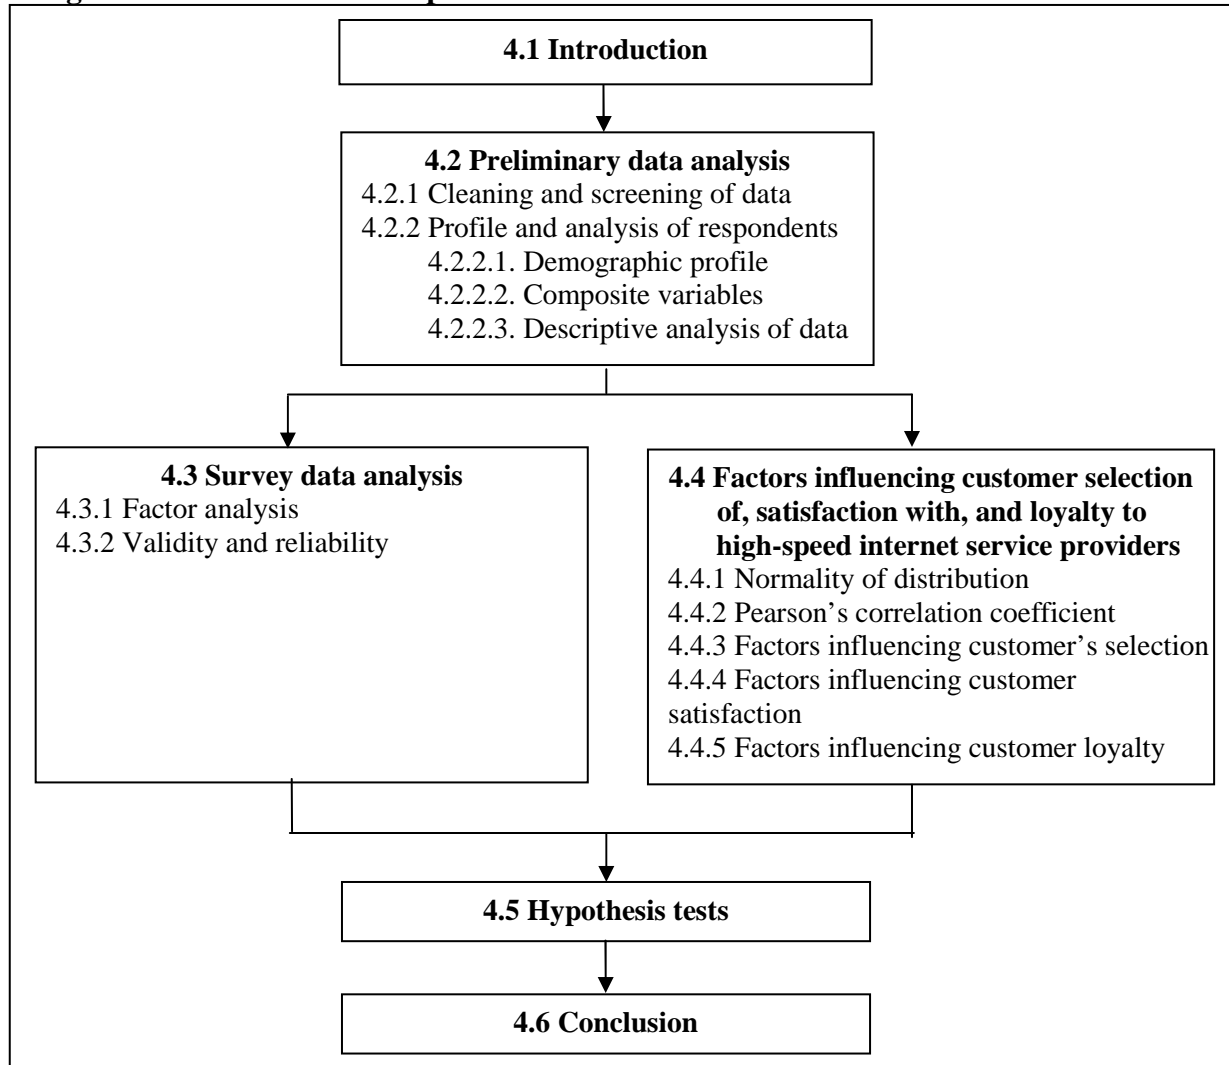 4.1 Introduction
4.2 Preliminary data analysis
4.2.1 Cleaning and screening of data
4.2.2 Profile and analysis of respondents
4.2.2.1. Demographic profile
4.2.2.2. Composite variables
4.2.2.3. Descriptive analysis of data
4.3 Survey data analysis
4.3.1 Factor analysis
4.3.2 Validity and reliability
4.4 Factors influencing customer selection
of, satisfaction with, and loyalty to
high-speed internet service providers
4.4.1 Normality of distribution
4.4.2 Pearson’s correlation coefficient
4.4.3 Factors influencing customer’s selection
4.4.4 Factors influencing customer
satisfaction
4.4.5 Factors influencing customer loyalty
4.5 Hypothesis tests
4.6 Conclusion